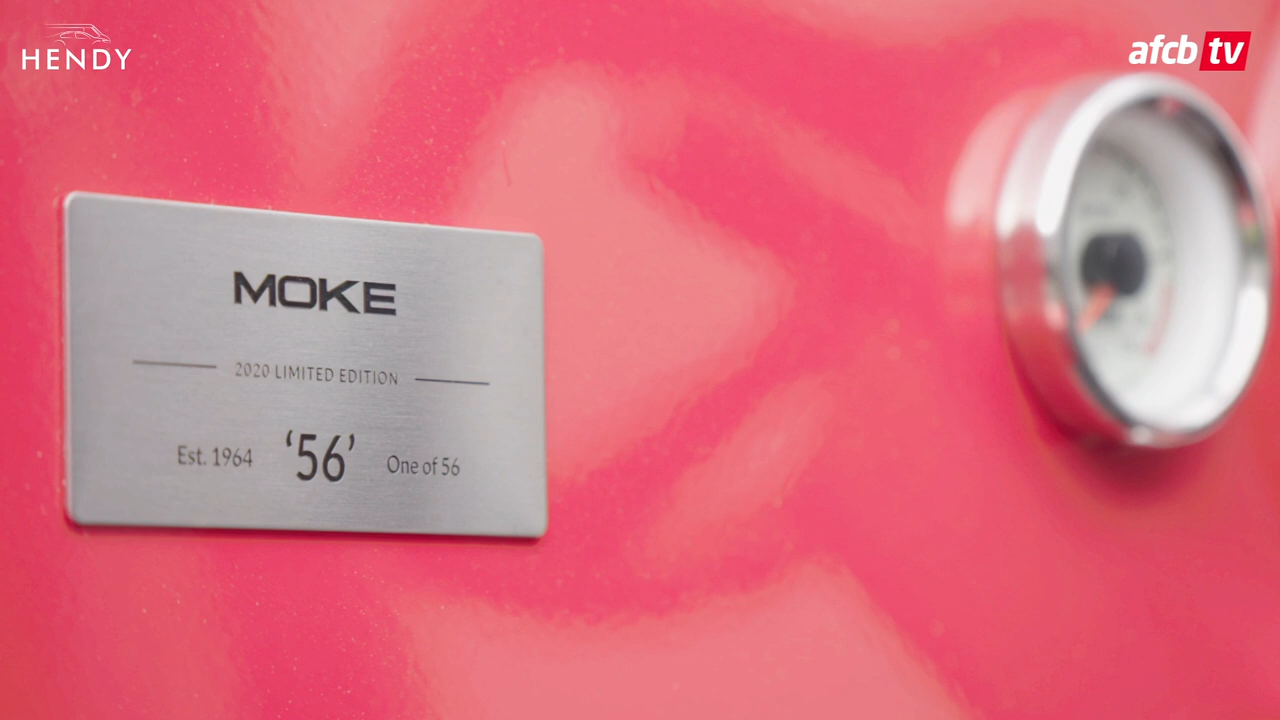 HENDY
afcb tv
MOKE
2020 LIMITED EDITION
Est. 1964 ‘56’ One of 56